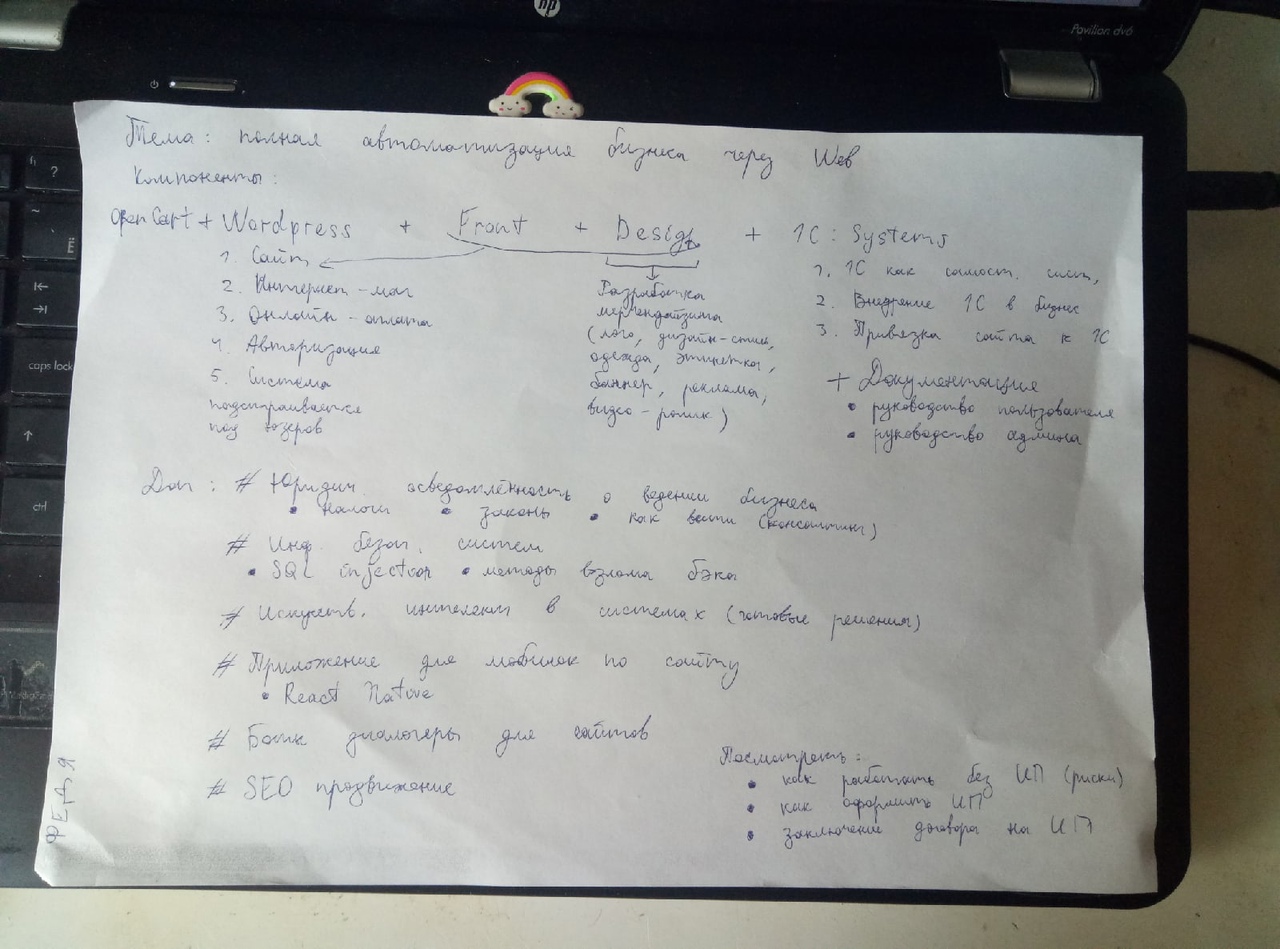 hp
Pavilion dv6
Тема: полная автоматизация бизнеса через Web
Компоненты:
OpenCart + Wordpress + Front + Design + 1C: Systems
1. Сайт
2. Интернет-маг
3. Онлайн-оплата
4. Авторизация
5. Система
подстраивается
под юзеров
Разработка
мерчендайзинга
(лого, дизайн-стиль,
одежда, этикетка,
баннер, реклама,
видео-ролик)
1. 1С как самост. сист.
2. Внедрение 1С в бизнес
3. Привязка сайта к 1С
+ Документация
• руководство пользователя
• руководство админа
Доп: # Юридич. осведомлённость о ведении бизнеса
• налоги • законы • как вести (консалтинг)
# Инф. безоп. систем
• SQL injection • методы взлома бэка
# Искуств. интелект в системах (готовые решения)
# Приложение для мобилок по сайту
• React Native
# Боты диалогеры для сайтов
# SEO продвижение
Посмотреть:
• как работать без ИП (риски)
• как оформить ИП
• заключение договора на ИП
ФЕДЯ
?
caps lock
ctrl